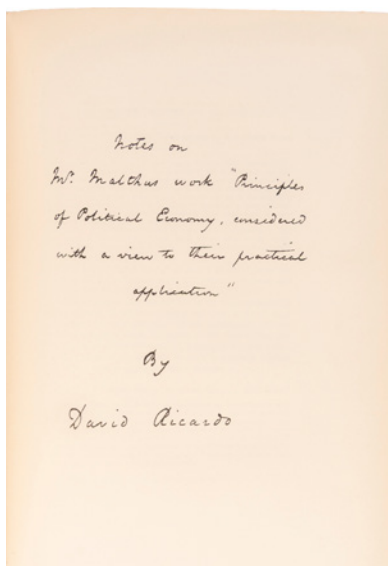 Notes on
Mr. Malthus work "Principles
of Political Economy, considered
with a view to their practical
application"
By
David Ricardo